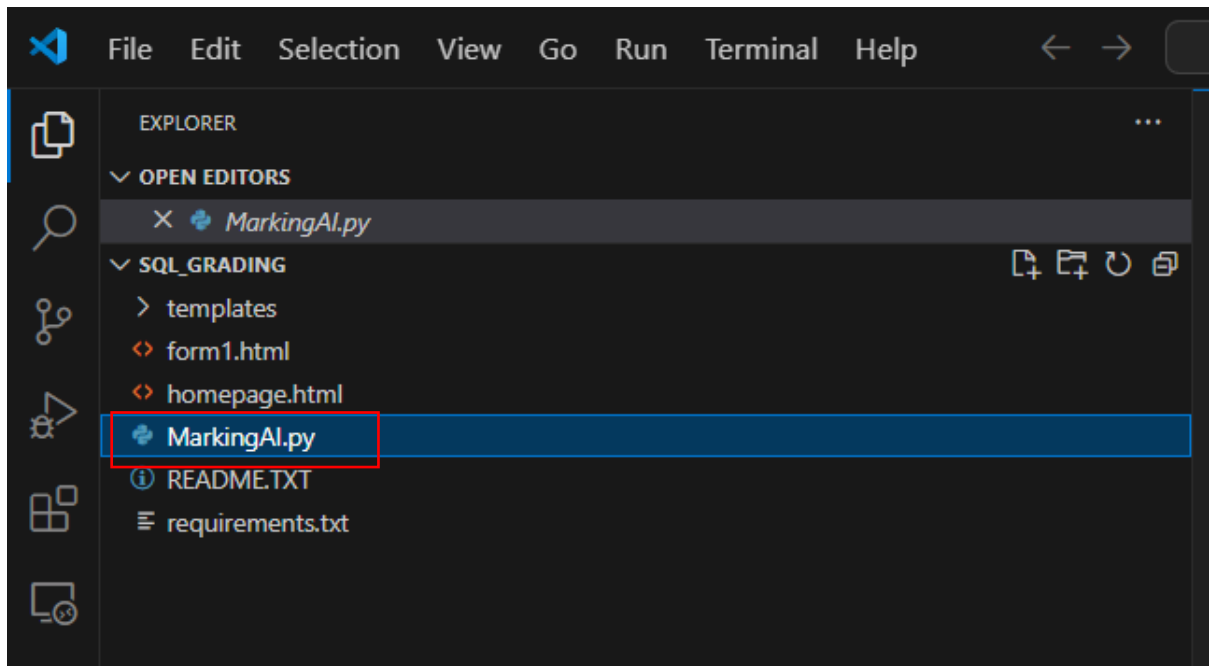 File Edit Selection View Go Run Terminal Help
EXPLORER
OPEN EDITORS
MarkingAI.py
SQL_GRADING
templates
form1.html
homepage.html
MarkingAI.py
README.TXT
requirements.txt